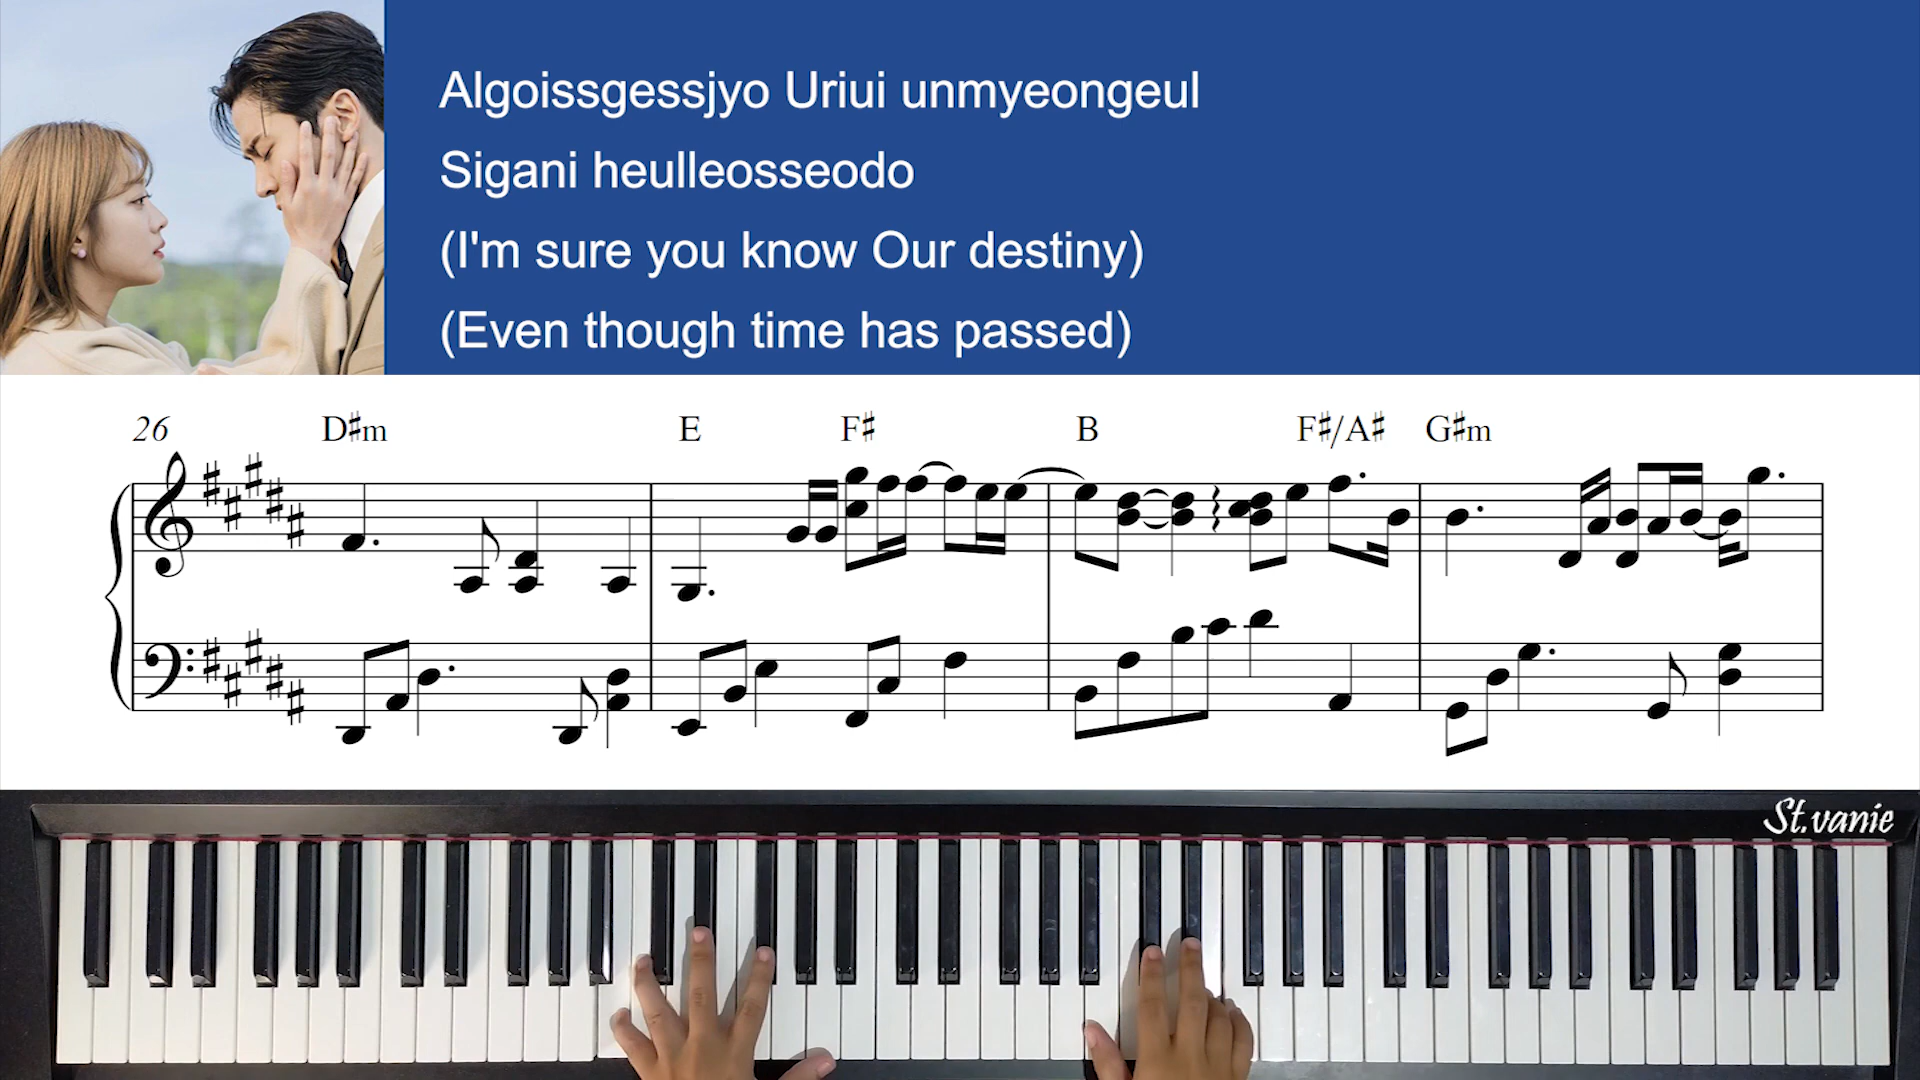 Algoissgessjyo Uriui unmyeongeul
Sigani heulleosseodo
(I'm sure you know Our destiny)
(Even though time has passed)
26 D♯m E F♯ B F♯/A♯ G♯m
St.vanie